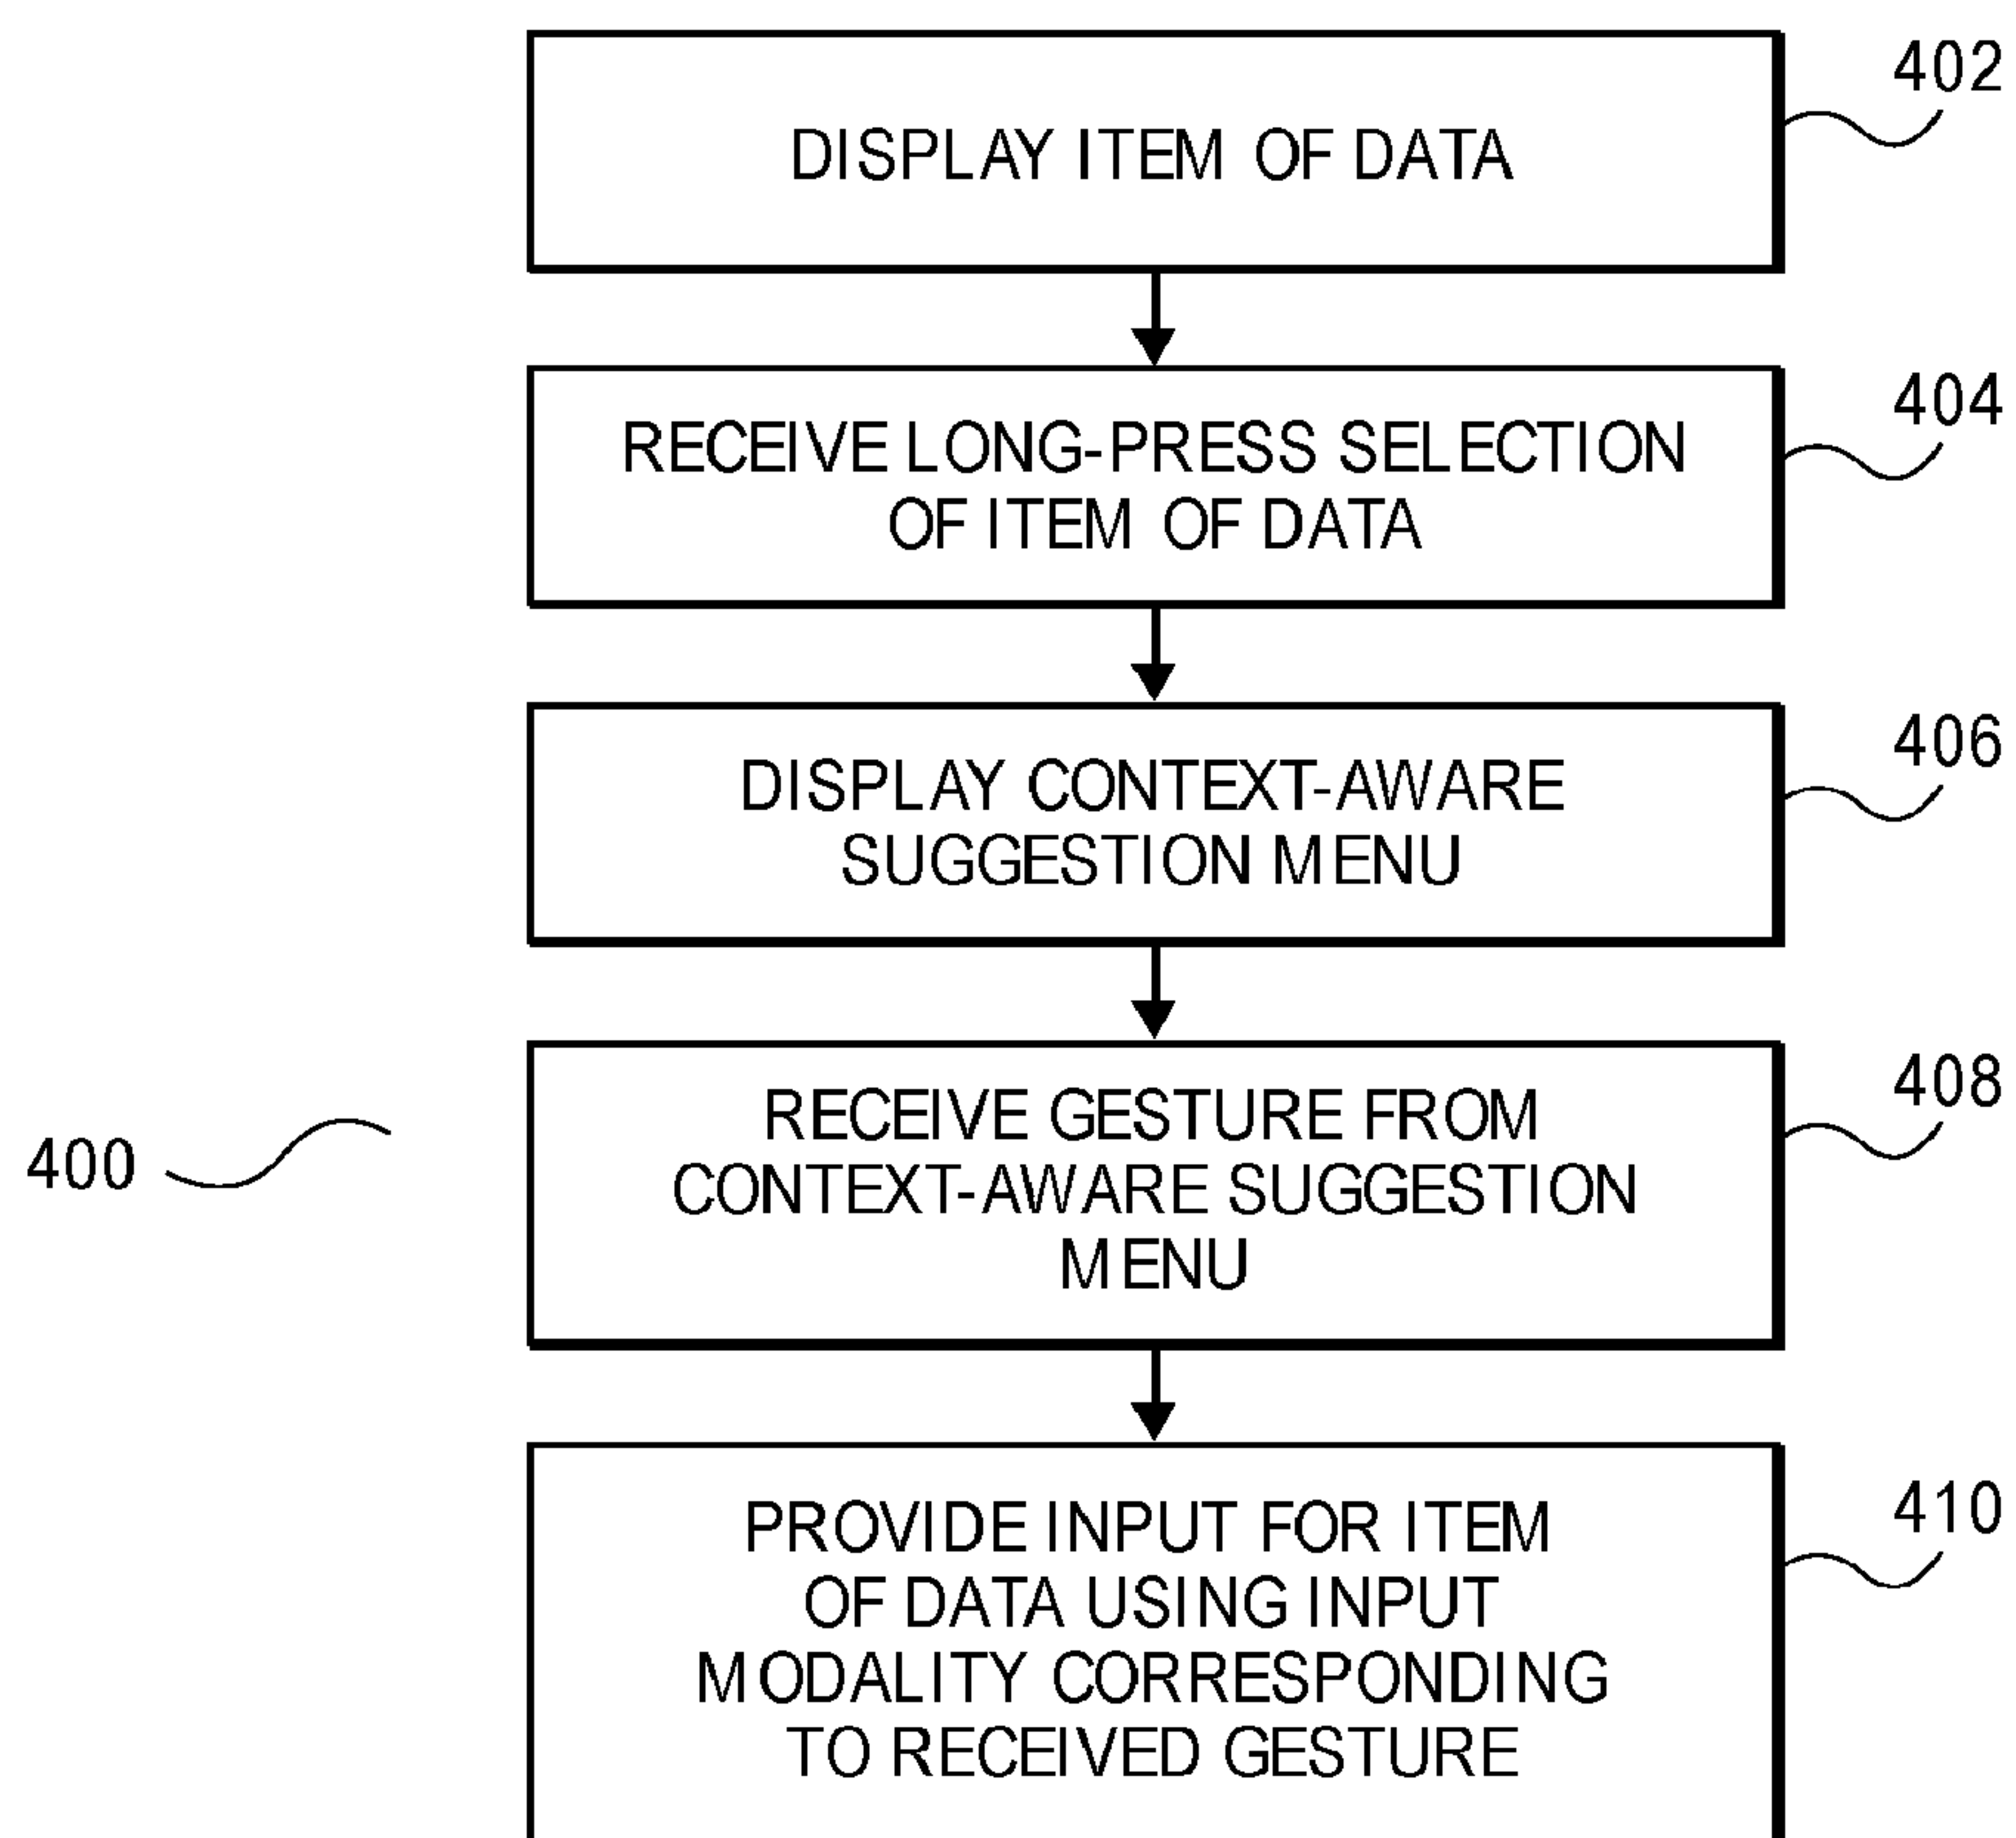 402
DISPLAY ITEM OF DATA
404
RECEIVE LONG-PRESS SELECTION
OF ITEM OF DATA
406
DISPLAY CONTEXT-AWARE
SUGGESTION MENU
408
RECEIVE GESTURE FROM
CONTEXT-AWARE SUGGESTION
MENU
400
410
PROVIDE INPUT FOR ITEM
OF DATA USING INPUT
MODALITY CORRESPONDING
TO RECEIVED GESTURE